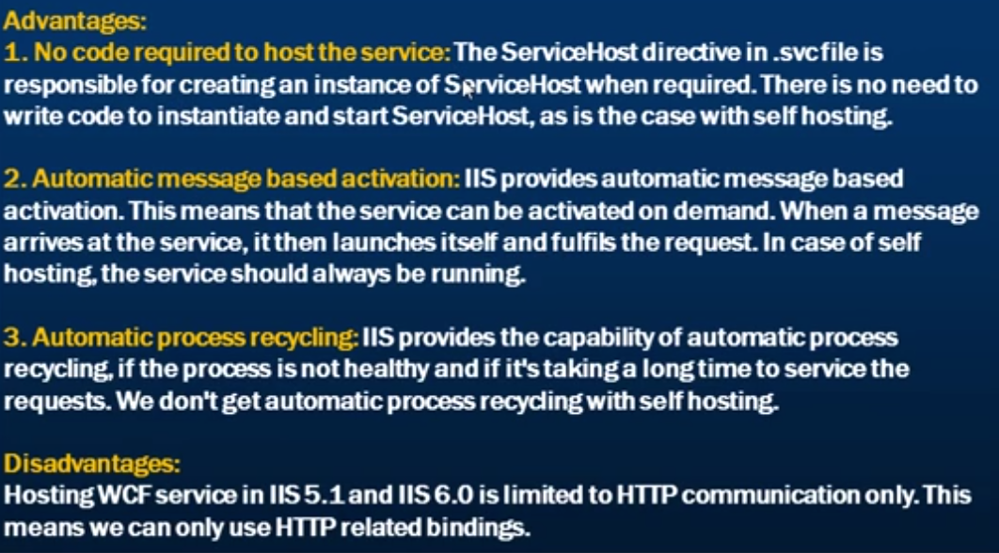 Advantages:
1. No code required to host the service: The ServiceHost directive in .svc file is
responsible for creating an instance of ServiceHost when required. There is no need to
write code to instantiate and start ServiceHost, as is the case with self hosting.
2. Automatic message based activation: IIS provides automatic message based
activation. This means that the service can be activated on demand. When a message
arrives at the service, it then launches itself and fulfils the request. In case of self
hosting, the service should always be running.
3. Automatic process recycling: IIS provides the capability of automatic process
recycling, if the process is not healthy and if it's taking a long time to service the
requests. We don't get automatic process recycling with self hosting.
Disadvantages:
Hosting WCF service in IIS 5.1 and IIS 6.0 is limited to HTTP communication only. This
means we can only use HTTP related bindings.